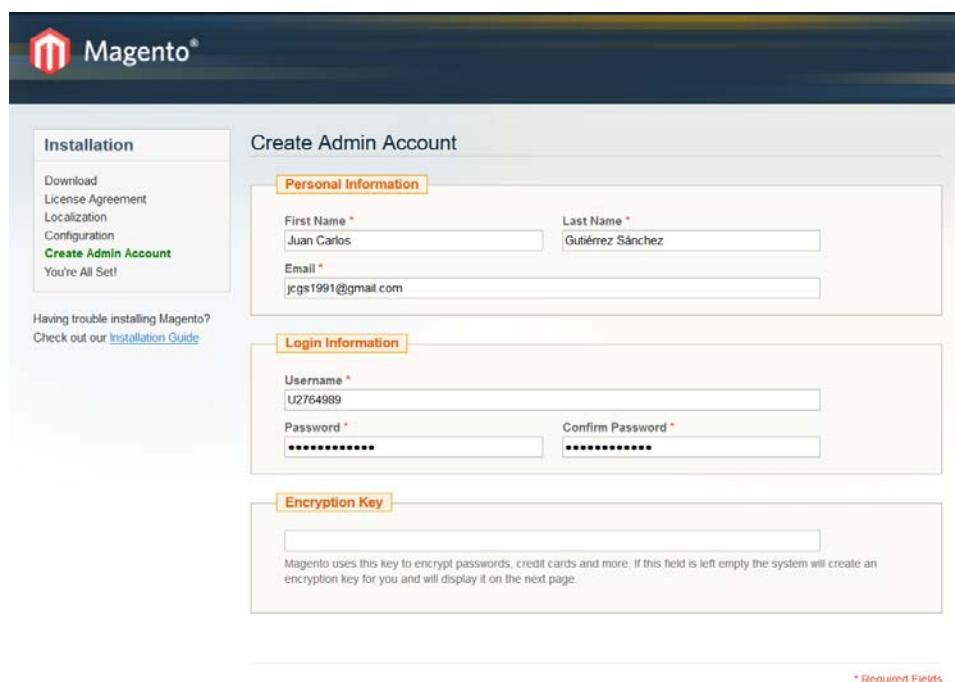 Magento®
Installation
Download
License Agreement
Localization
Configuration
Create Admin Account
You're All Set!
Having trouble installing Magento?
Check out our Installation Guide
Create Admin Account
Personal Information
First Name * Last Name *
Juan Carlos Gutiérrez Sánchez
Email *
jcgs1991@gmail.com
Login Information
Username *
U2764989
Password * Confirm Password *
•••••••••••• ••••••••••••
Encryption Key
Magento uses this key to encrypt passwords, credit cards and more. If this field is left empty the system will create an
encryption key for you and will display it on the next page.
* Required Fields